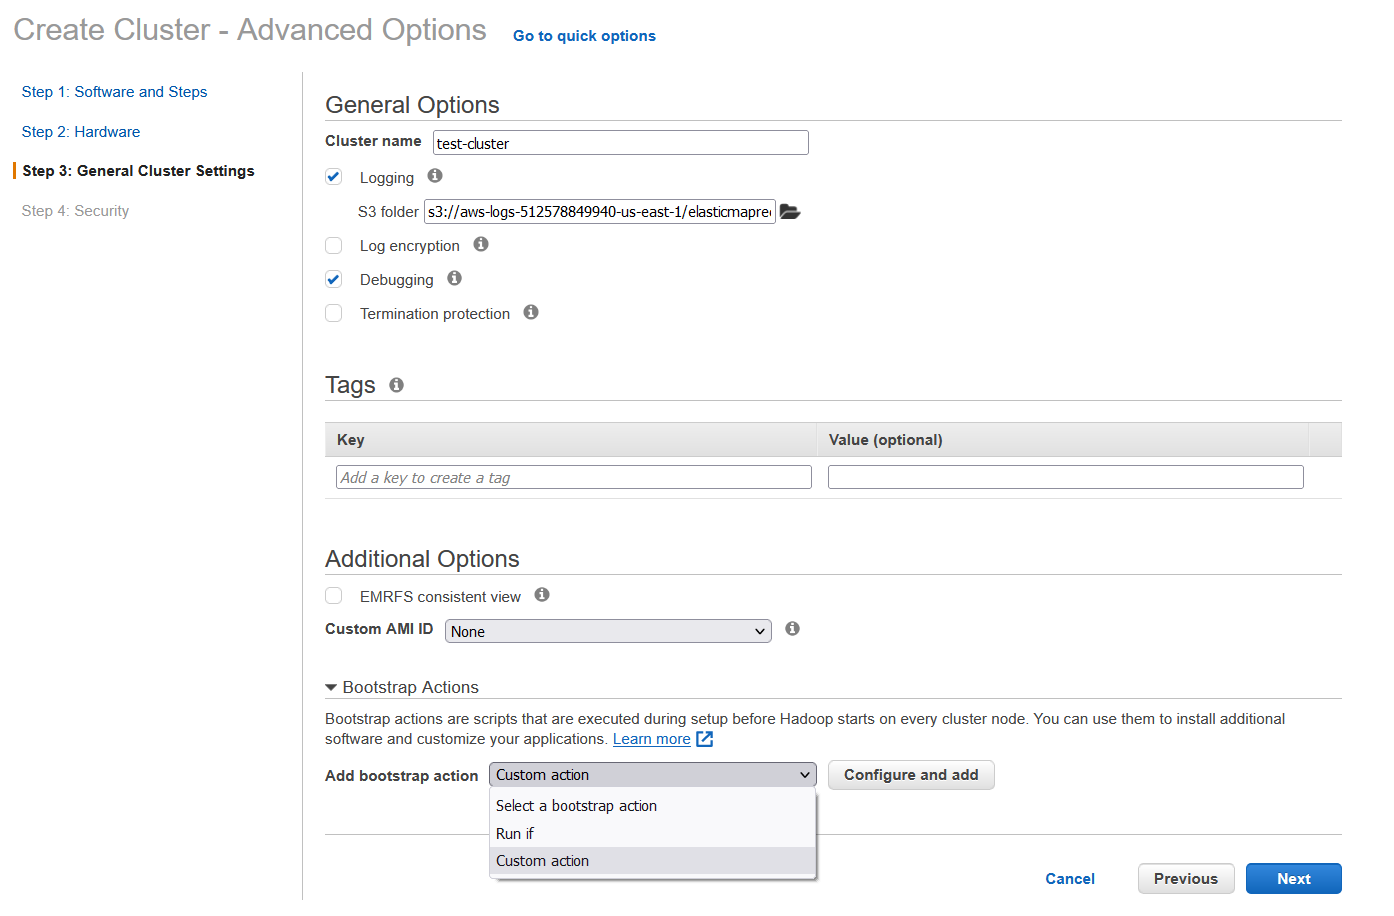 Create Cluster - Advanced Options Go to quick options
Step 1: Software and Steps
Step 2: Hardware
Step 3: General Cluster Settings
Step 4: Security
General Options
Cluster name test-cluster
Logging
S3 folder s3://aws-logs-512578849940-us-east-1/elasticmapred
Log encryption
Debugging
Termination protection
Tags
Key Value (optional)
Add a key to create a tag
Additional Options
EMRFS consistent view
Custom AMI ID None
Bootstrap Actions
Bootstrap actions are scripts that are executed during setup before Hadoop starts on every cluster node. You can use them to install additional
software and customize your applications. Learn more
Add bootstrap action Custom action Configure and add
Select a bootstrap action
Run if
Custom action
Cancel Previous Next